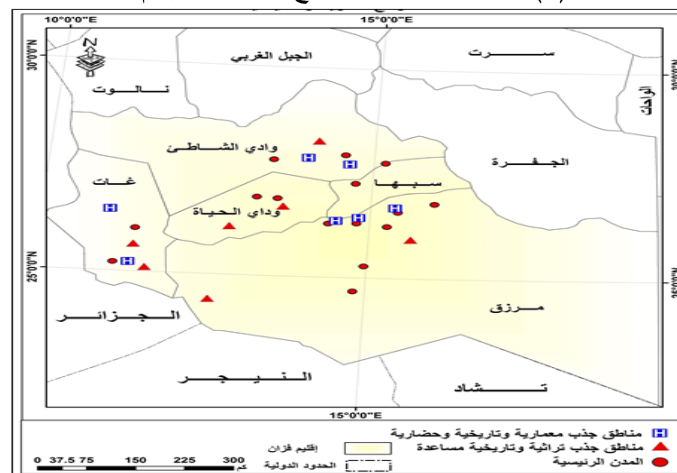 10°0'0"E
15°0'0"E
30°0'0"N
N
الجبل الغربي
سرت
نالوت
الواحات
وادي الشاطئ
الجفرة
غات
سبها
وداي الحياة
25°0'0"N
مرزق
الجزائر
النيجر
تشاد
15°0'0"E
مناطق جذب معمارية وتاريخية وحضارية H
مناطق جذب تراثية وتاريخية مساعدة
المدن الرئيسية
إقليم فزان
الحدود الدولية
0 37.5 75 150 225 300
كم